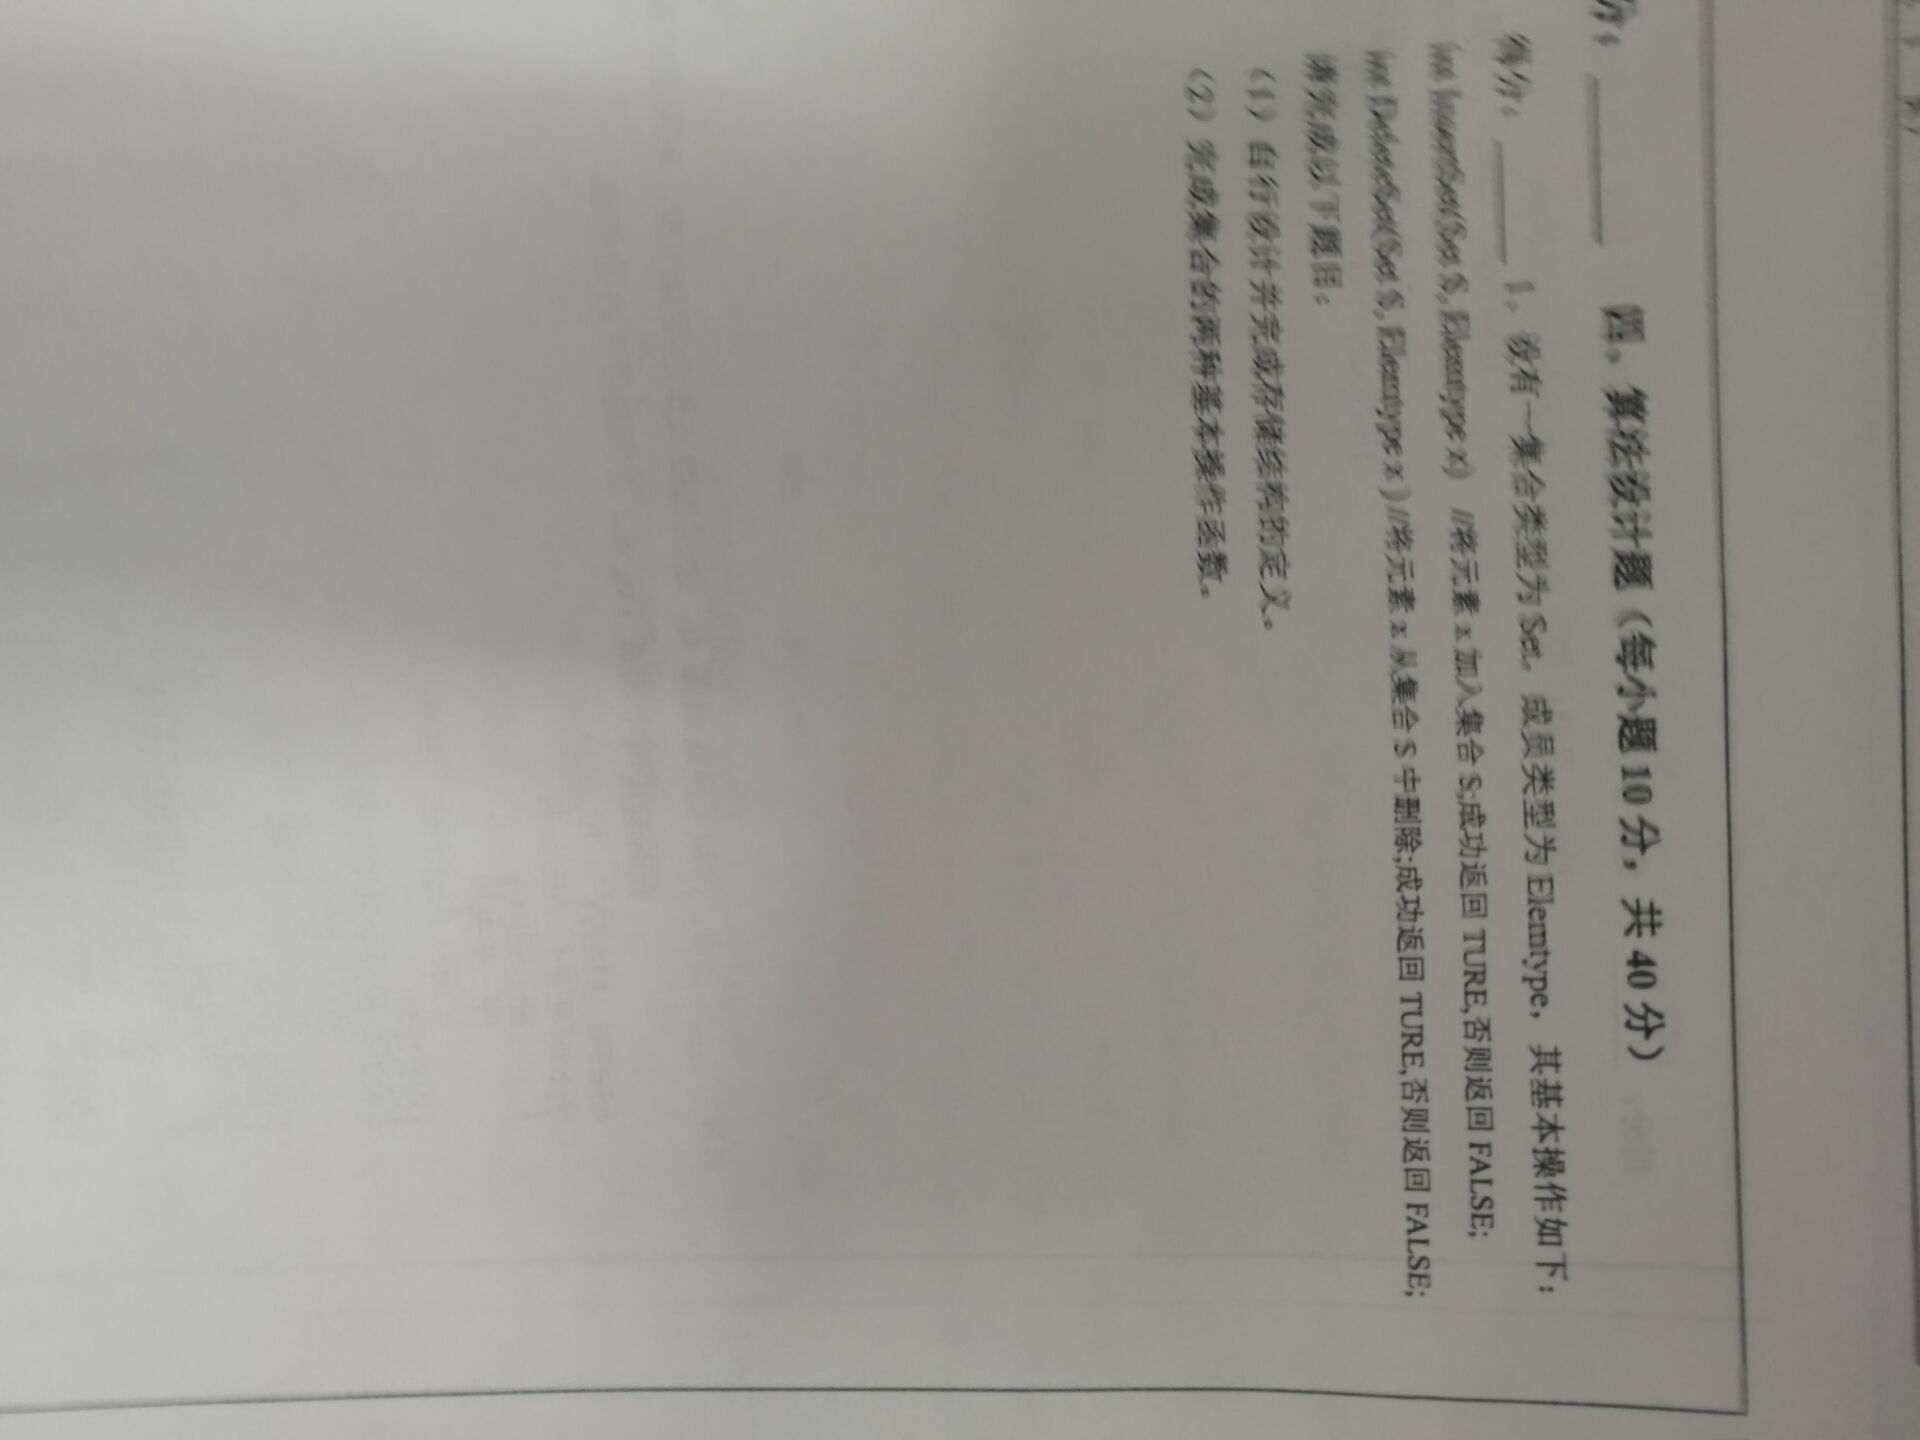 四、算法设计题（每小题 10 分，共 40 分）
得分：
1、设有一集合类型为 Set，成员类型为 Elemtype，其基本操作如下：
int InsertSet(Set S, Elemtype x) //将元素 x 加入集合 S;成功返回 TURE,否则返回 FALSE;
int DeleteSet(Set S, Elemtype x ) //将元素 x 从集合 S 中删除;成功返回 TURE,否则返回 FALSE;
请完成以下题目：
（1）自行设计并完成存储结构的定义。
（2）完成集合的两种基本操作函数。